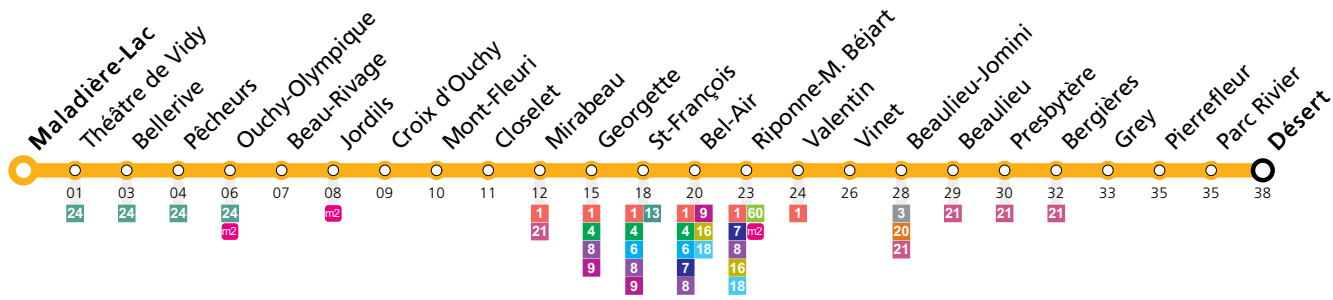 Maladière-Lac
Théâtre de Vidy
Bellerive
Pêcheurs
Ouchy-Olympique
Beau-Rivage
Jordils
Croix d'Ouchy
Mont-Fleuri
Closelet
Mirabeau
Georgette
St-François
Bel-Air
Riponne-M. Béjart
Valentin
Vinet
Beaulieu-Jomini
Beaulieu
Presbytère
Bergières
Grey
Pierrefleur
Parc Rivier
Désert
01 03 04 06 07 08 09 10 11 12 15 18 20 23 24 26 28 29 30 32 33 35 35 38
24 24 24 24 m2 1 1 1 13 1 9 1 60 1 3 21 21 21
m2 21 4 4 4 16 7 m2 20
8 6 6 18 8 21
9 8 7 16
9 8 18